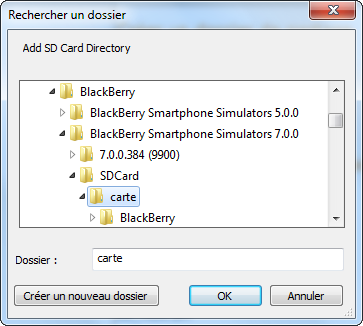 Rechercher un dossier
Add SD Card Directory
BlackBerry
BlackBerry Smartphone Simulators 5.0.0
BlackBerry Smartphone Simulators 7.0.0
7.0.0.384 (9900)
SDCard
carte
BlackBerry
Dossier : carte
Créer un nouveau dossier OK Annuler